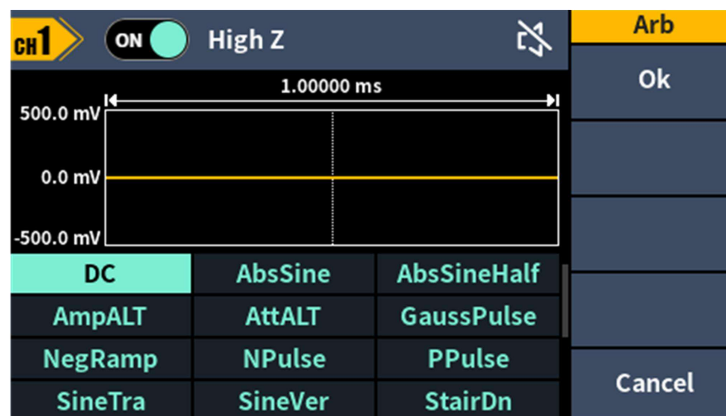 CH1 ON High Z Arb
Ok
1.00000 ms
500.0 mV
0.0 mV
-500.0 mV
DC AbsSine AbsSineHalf
AmpALT AttALT GaussPulse
NegRamp NPulse PPulse
SineTra SineVer StairDn
Cancel